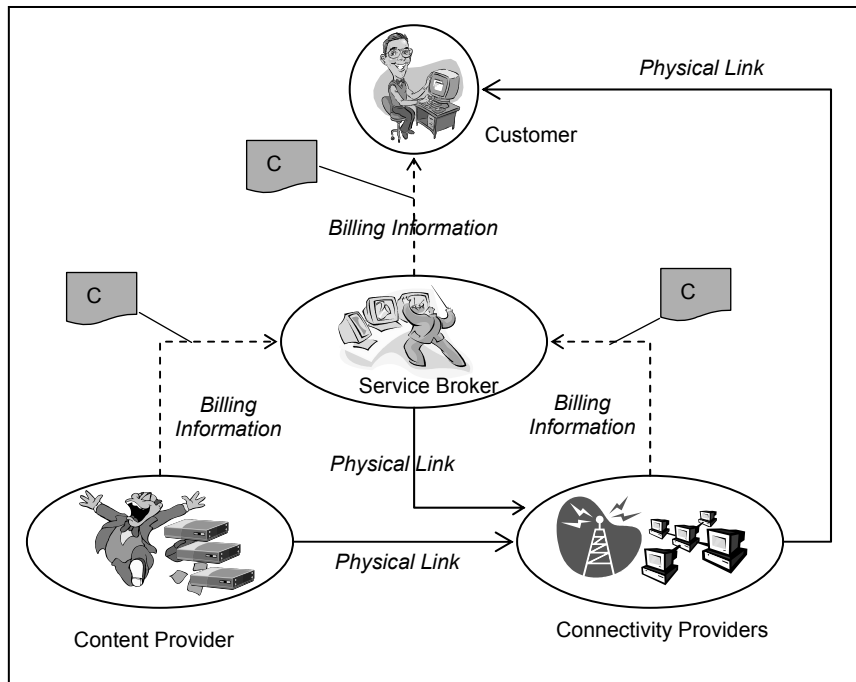 Physical Link
Customer
C
Billing Information
C
C
Service Broker
Billing
Information
Billing
Information
Physical Link
Physical Link
Content Provider
Connectivity Providers